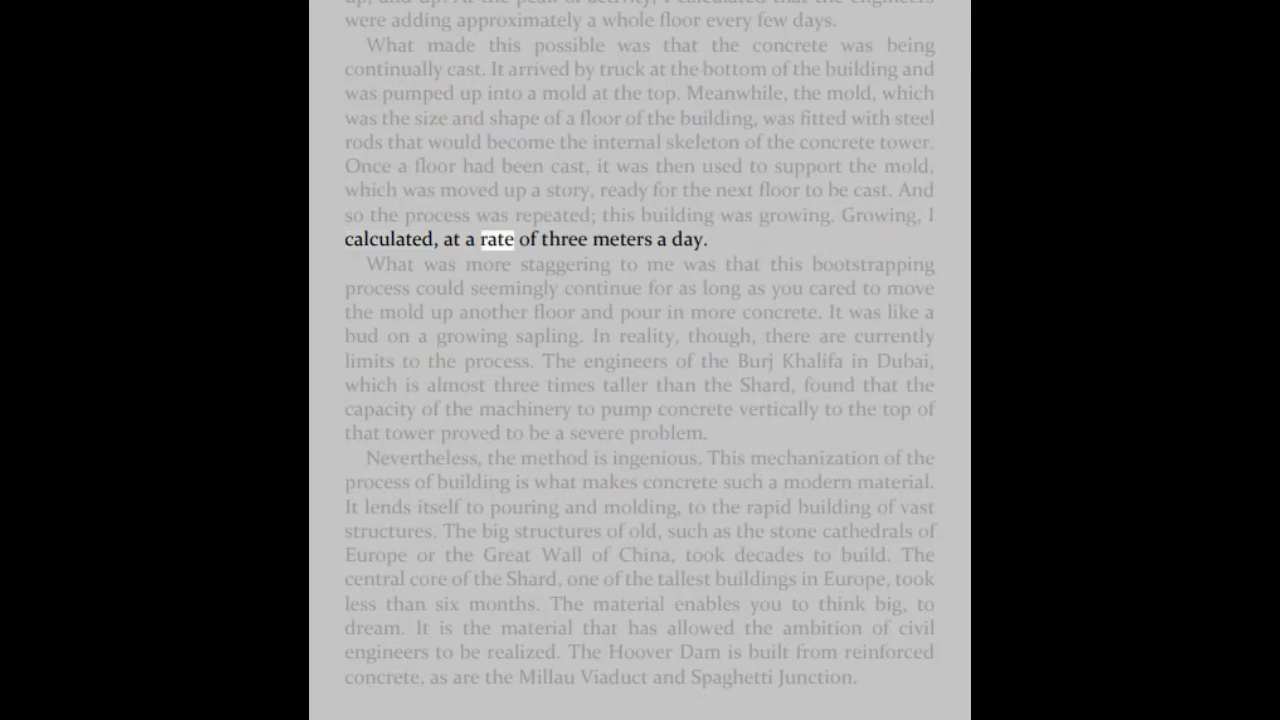 up, and up. At the peak of activity, I calculated that the engineers
were adding approximately a whole floor every few days.
What made this possible was that the concrete was being
continually cast. It arrived by truck at the bottom of the building and
was pumped up into a mold at the top. Meanwhile, the mold, which
was the size and shape of a floor of the building, was fitted with steel
rods that would become the internal skeleton of the concrete tower.
Once a floor had been cast, it was then used to support the mold,
which was moved up a story, ready for the next floor to be cast. And
so the process was repeated; this building was growing. Growing, I
calculated, at a rate of three meters a day.
What was more staggering to me was that this bootstrapping
process could seemingly continue for as long as you cared to move
the mold up another floor and pour in more concrete. It was like a
bud on a growing sapling. In reality, though, there are currently
limits to the process. The engineers of the Burj Khalifa in Dubai,
which is almost three times taller than the Shard, found that the
capacity of the machinery to pump concrete vertically to the top of
that tower proved to be a severe problem.
Nevertheless, the method is ingenious. This mechanization of the
process of building is what makes concrete such a modern material.
It lends itself to pouring and molding, to the rapid building of vast
structures. The big structures of old, such as the stone cathedrals of
Europe or the Great Wall of China, took decades to build. The
central core of the Shard, one of the tallest buildings in Europe, took
less than six months. The material enables you to think big, to
dream. It is the material that has allowed the ambition of civil
engineers to be realized. The Hoover Dam is built from reinforced
concrete, as are the Millau Viaduct and Spaghetti Junction.